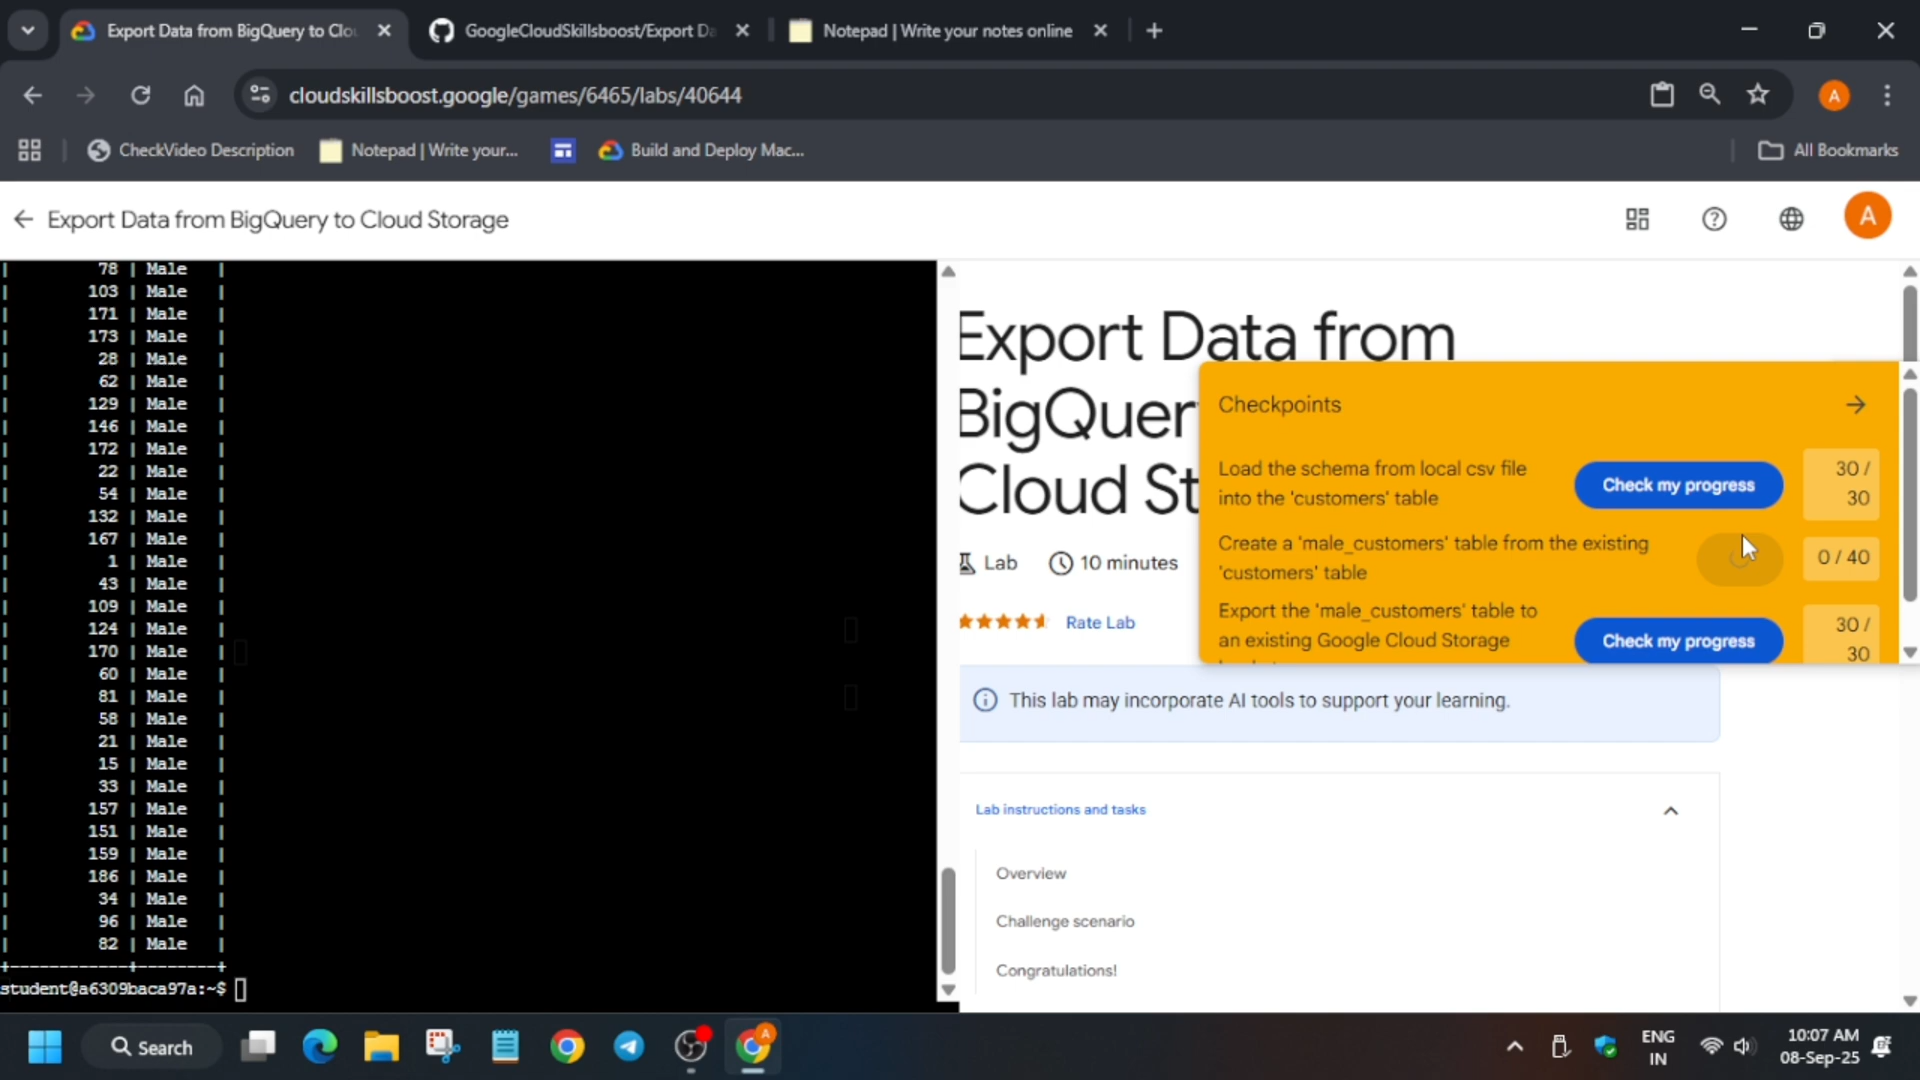 Export Data from BigQuery to Clou
GoogleCloudSkillsboost/Export Da
Notepad | Write your notes online
cloudskillsboost.google/games/6465/labs/40644
A
CheckVideo Description
Notepad | Write your...
Build and Deploy Mac...
All Bookmarks
Export Data from BigQuery to Cloud Storage
A
| 78 | Male |
| 103 | Male |
| 171 | Male |
| 173 | Male |
| 28 | Male |
| 62 | Male |
| 129 | Male |
| 146 | Male |
| 172 | Male |
| 22 | Male |
| 54 | Male |
| 132 | Male |
| 167 | Male |
| 1 | Male |
| 43 | Male |
| 109 | Male |
| 124 | Male |
| 170 | Male |
| 60 | Male |
| 81 | Male |
| 58 | Male |
| 21 | Male |
| 15 | Male |
| 33 | Male |
| 157 | Male |
| 151 | Male |
| 159 | Male |
| 186 | Male |
| 34 | Male |
| 96 | Male |
| 82 | Male |
+------------+--------+
student@a6309baca97a:~$
Export Data from
BigQuer
Cloud St
Lab
10 minutes
Rate Lab
Checkpoints
Load the schema from local csv file
into the 'customers' table
Check my progress
30 /
30
Create a 'male_customers' table from the existing
'customers' table
0 / 40
Export the 'male_customers' table to
an existing Google Cloud Storage
Check my progress
30 /
30
This lab may incorporate AI tools to support your learning.
Lab instructions and tasks
Overview
Challenge scenario
Congratulations!
Search
A
ENG
IN
10:07 AM
08-Sep-25